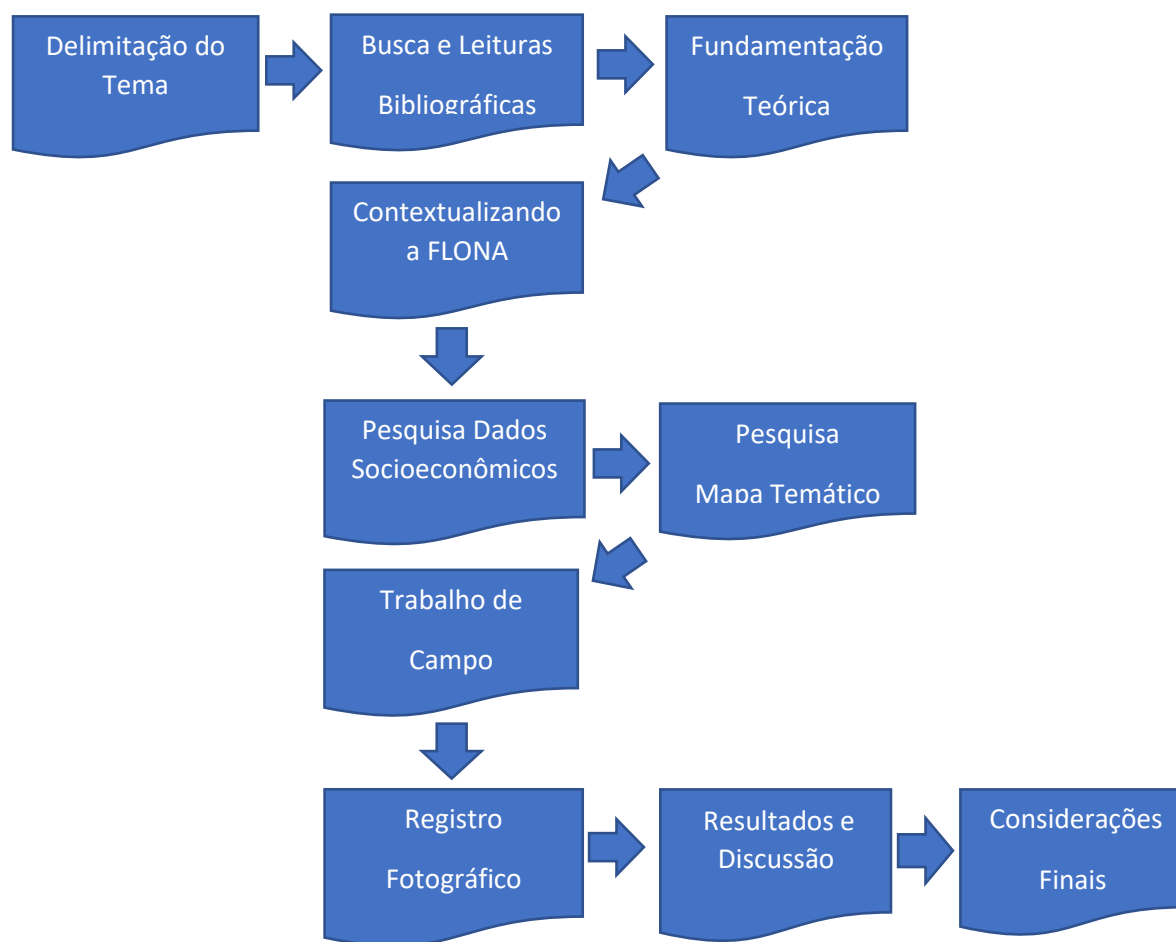 Delimitação do
Tema
Busca e Leituras
Bibliográficas
Fundamentação
Teórica
Contextualizando
a FLONA
Pesquisa Dados
Socioeconômicos
Pesquisa
Mapa Temático
Trabalho de
Campo
Registro
Fotográfico
Resultados e
Discussão
Considerações
Finais